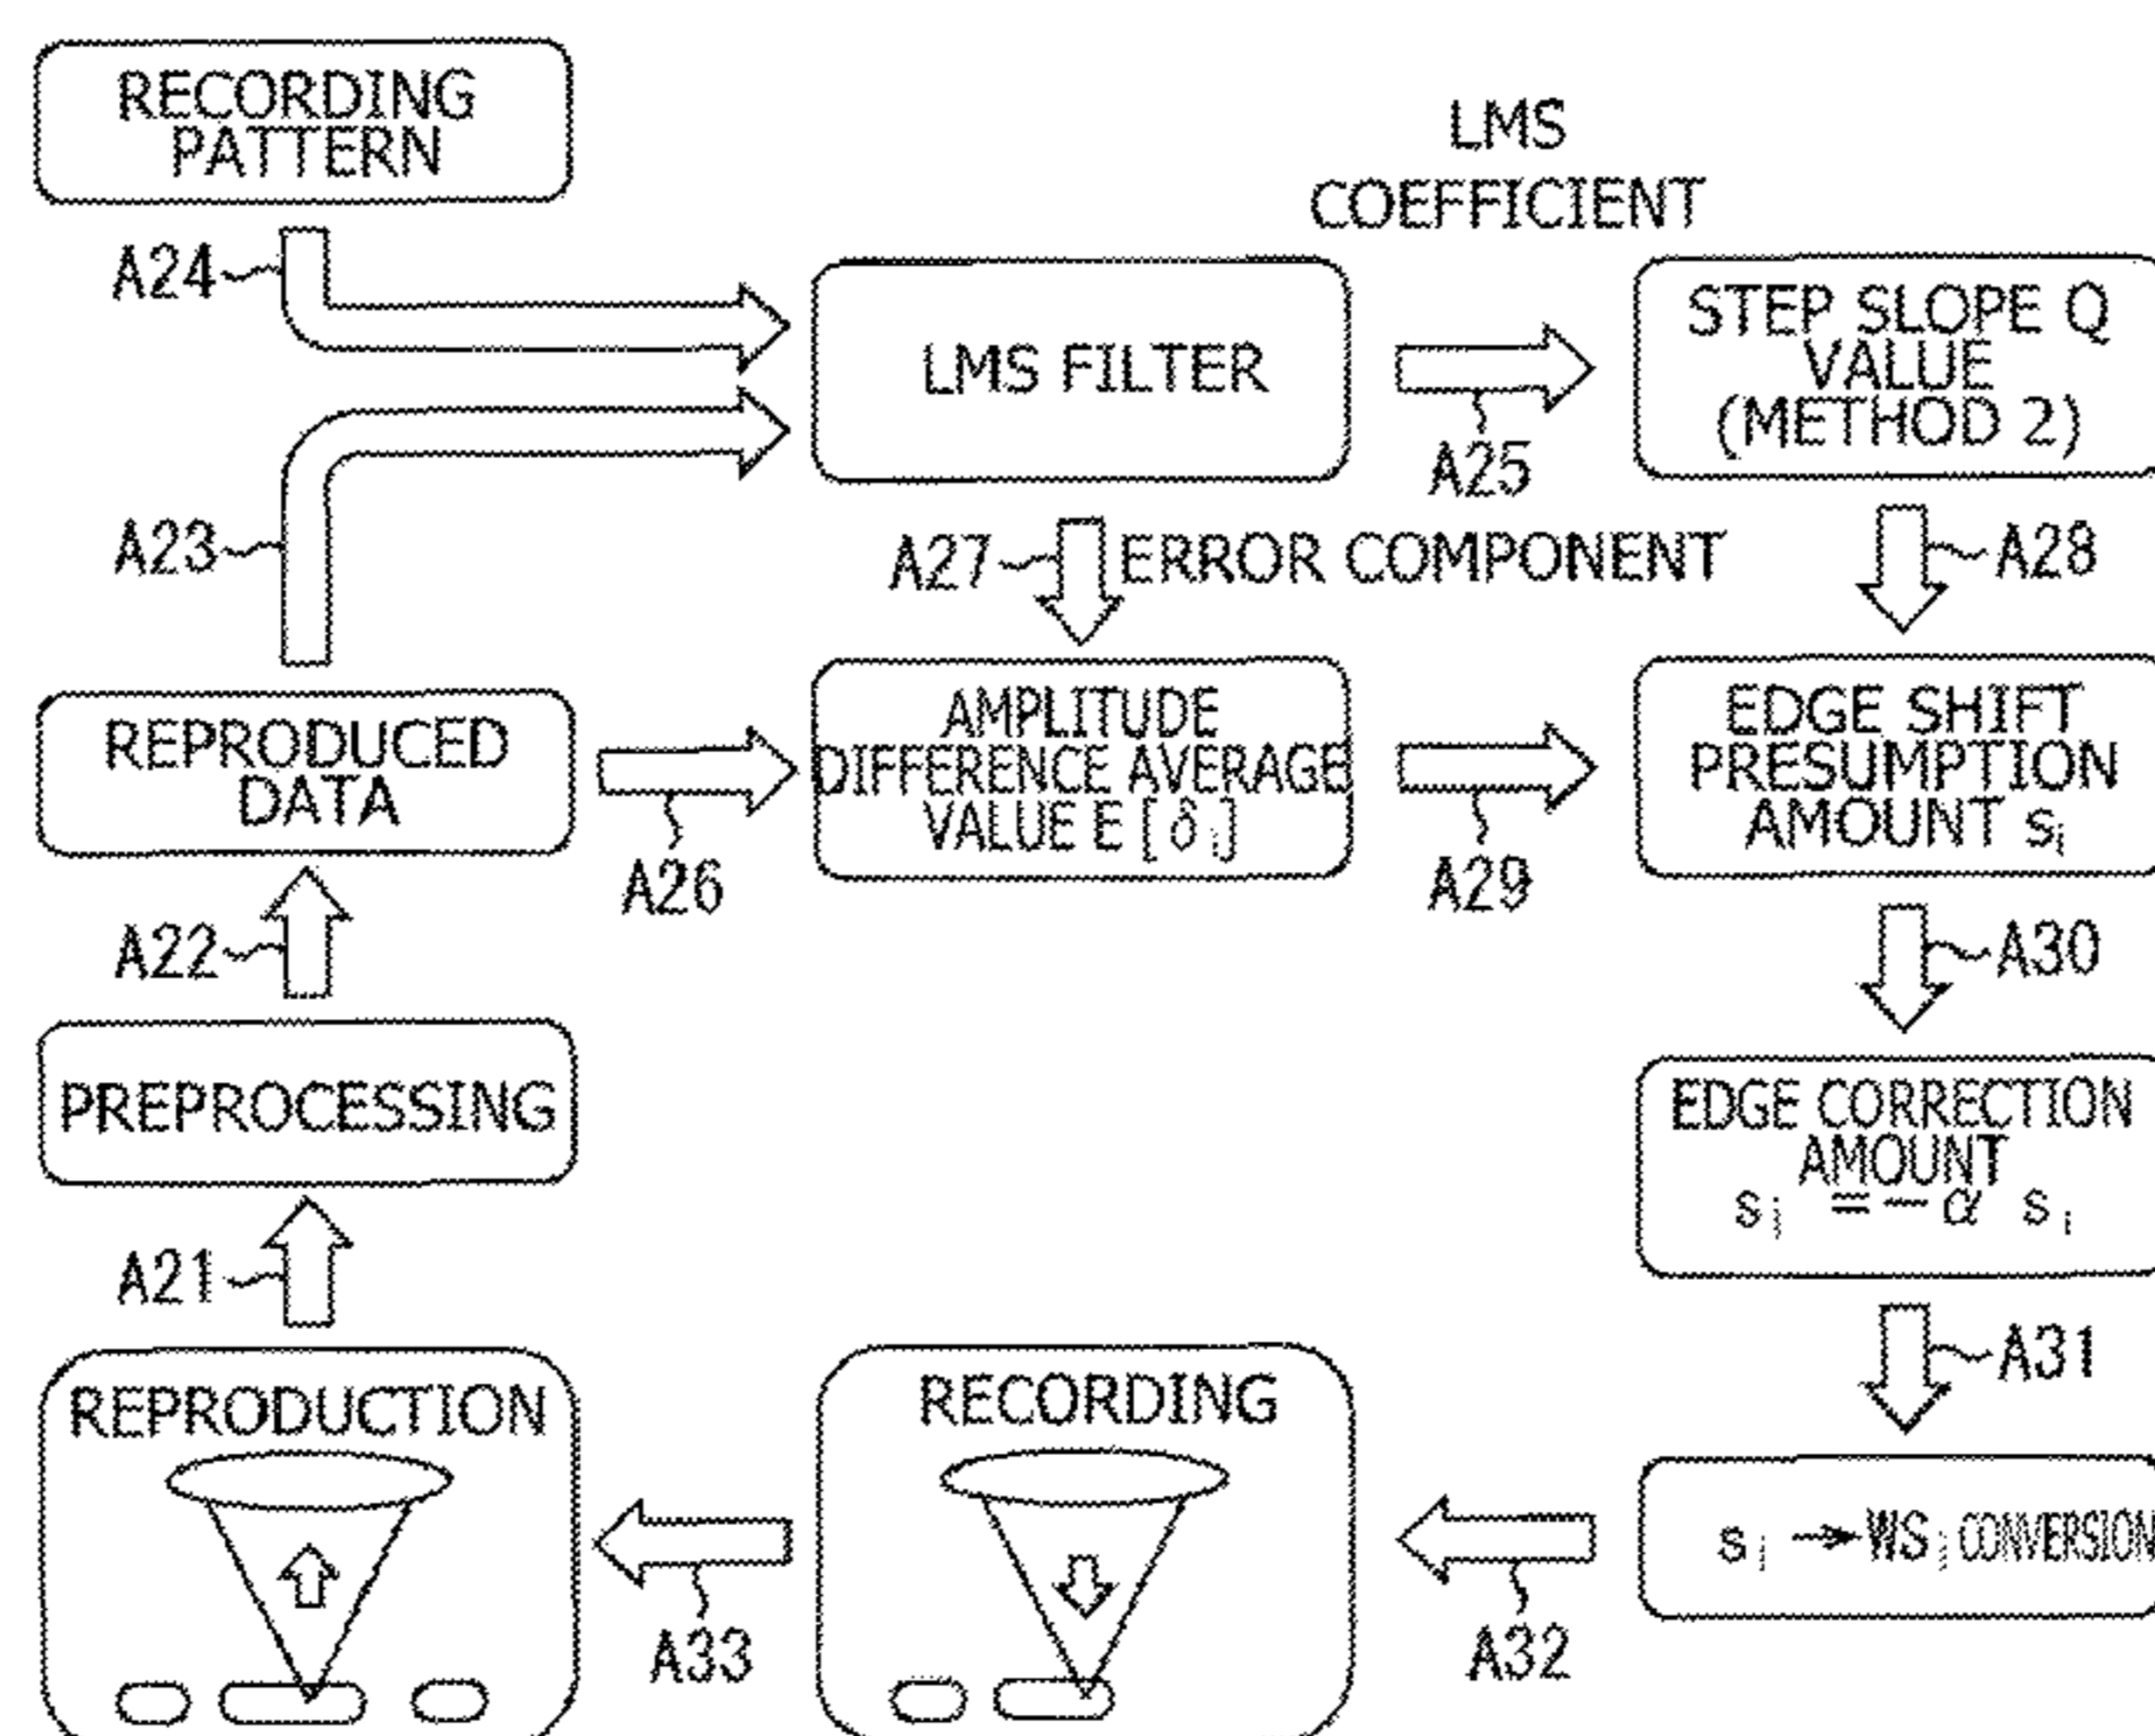 RECORDING
PATTERN
LMS
COEFFICIENT
A24
LMS FILTER
STEP SLOPE Q
VALUE
(METHOD 2)
A25
A23
A27
ERROR COMPONENT
A28
REPRODUCED
DATA
AMPLITUDE
DIFFERENCE AVERAGE
VALUE E [δi]
EDGE SHIFT
PRESUMPTION
AMOUNT si
A26
A29
A22
A30
PREPROCESSING
EDGE CORRECTION
AMOUNT
si =-α si
A21
A31
REPRODUCTION
RECORDING
si →WSi CONVERSION
A33
A32